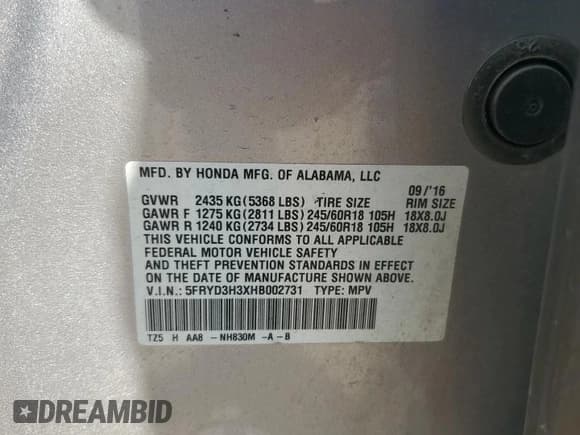 MFD. BY HONDA MFG. OF ALABAMA, LLC
09/'16
GVWR 2435 KG(5368 LBS) TIRE SIZE RIM SIZE
GAWR F 1275 KG(2811 LBS) 245/60R18 105H 18X8.0J
GAWR R 1240 KG(2734 LBS) 245/60R18 105H 18X8.0J
THIS VEHICLE CONFORMS TO ALL APPLICABLE
FEDERAL MOTOR VEHICLE SAFETY
AND THEFT PREVENTION STANDARDS IN EFFECT
ON THE DATE OF MANUFACTURE SHOWN ABOVE.
V.I.N.: 5FRYD3H3XHB002731 TYPE: MPV
TZ5 H AA8 -NH830M -A-B
DREAMBID